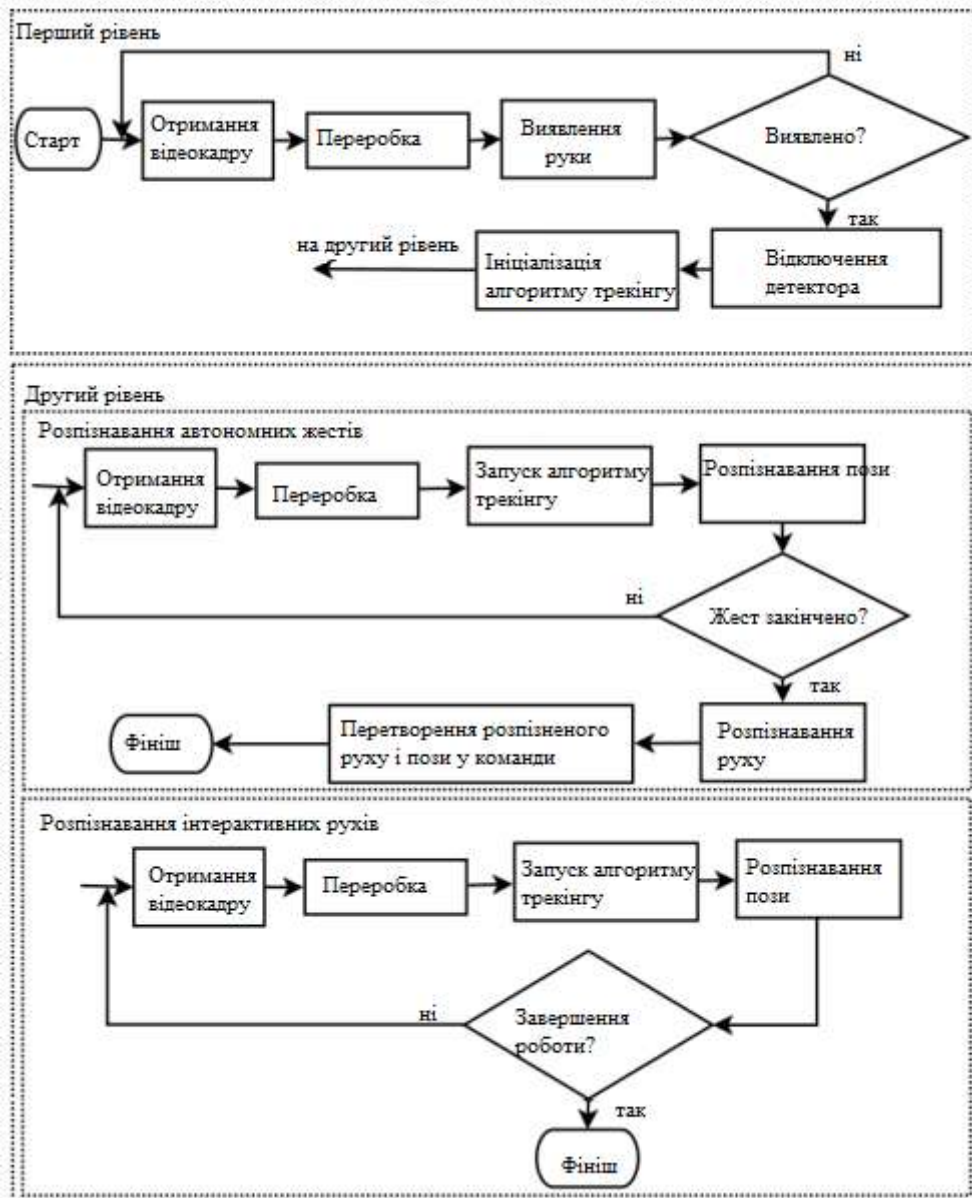 Перший рівень
ні
Старт
Отримання
відеокадру
Переробка
Виявлення
руки
Виявлено?
так
на другий рівень
Ініціалізація
алгоритму трекінгу
Відключення
детектора
Другий рівень
Розпізнавання автономних жестів
Отримання
відеокадру
Переробка
Запуск алгоритму
трекінгу
Розпізнавання пози
ні
Жест закінчено?
так
Фініш
Перетворення розпізненого
руху і пози у команди
Розпізнавання
руху
Розпізнавання інтерактивних рухів
Отримання
відеокадру
Переробка
Запуск алгоритму
трекінгу
Розпізнавання
пози
ні
Завершення
роботи?
так
Фініш